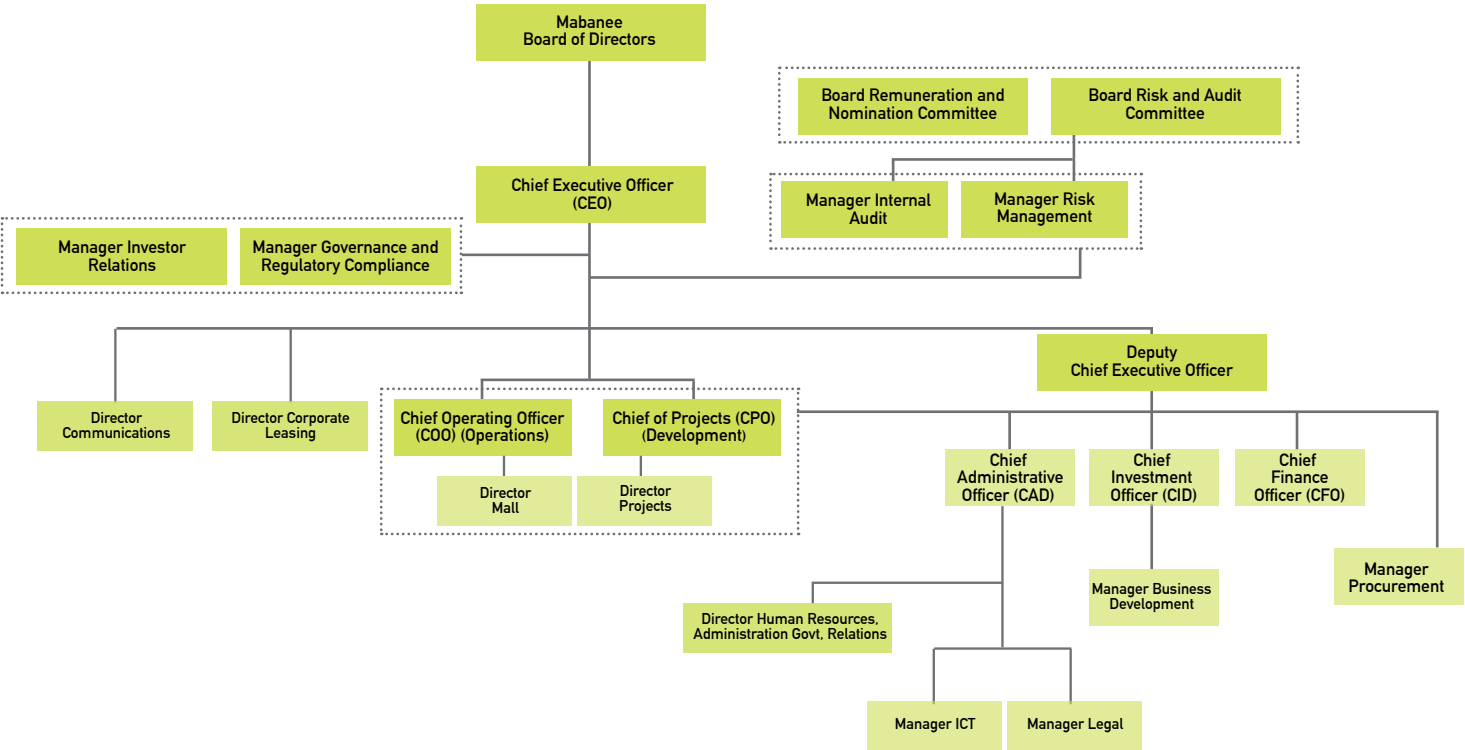 Mabanee
Board of Directors
Board Remuneration and
Nomination Committee
Board Risk and Audit
Committee
Chief Executive Officer
(CEO)
Manager Internal
Audit
Manager Risk
Management
Manager Investor
Relations
Manager Governance and
Regulatory Compliance
Deputy
Chief Executive Officer
Director
Communications
Director Corporate
Leasing
Chief Operating Officer
(COO) (Operations)
Chief of Projects (CPO)
(Development)
Director
Mall
Director
Projects
Chief
Administrative
Officer (CAD)
Chief
Investment
Officer (CID)
Chief
Finance
Officer (CFO)
Manager
Procurement
Manager Business
Development
Director Human Resources,
Administration Govt, Relations
Manager ICT
Manager Legal